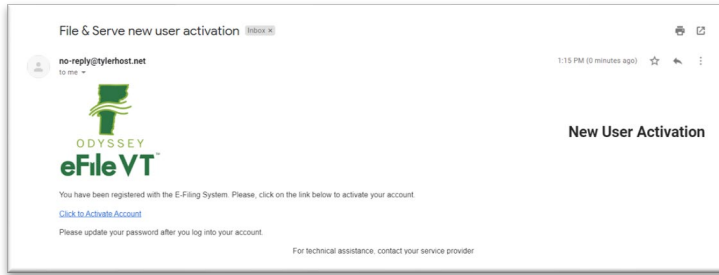 File & Serve new user activation Inbox ×
no-reply@tylerhost.net 1:15 PM (0 minutes ago)
to me
ODYSSEY
eFileVT™
New User Activation
You have been registered with the E-Filing System. Please, click on the link below to activate your account.
Click to Activate Account
Please update your password after you log into your account.
For technical assistance, contact your service provider